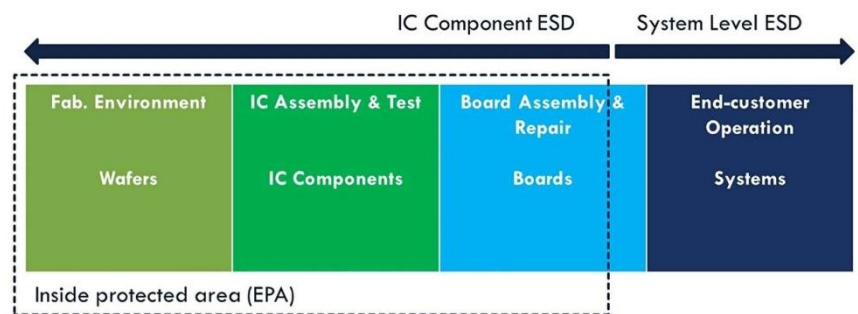 IC Component ESD
System Level ESD
Fab. Environment
Wafers
IC Assembly & Test
IC Components
Board Assembly &
Repair
Boards
End-customer
Operation
Systems
Inside protected area (EPA)